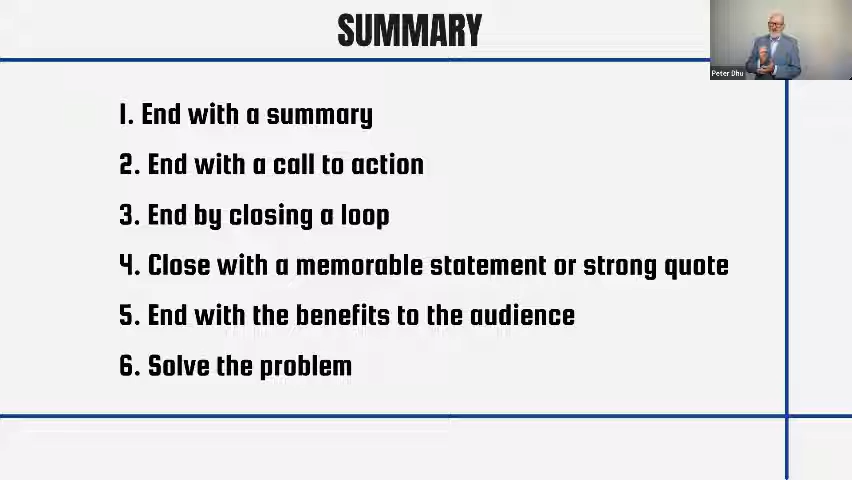 SUMMARY
Peter Dhu
1. End with a summary
2. End with a call to action
3. End by closing a loop
4. Close with a memorable statement or strong quote
5. End with the benefits to the audience
6. Solve the problem